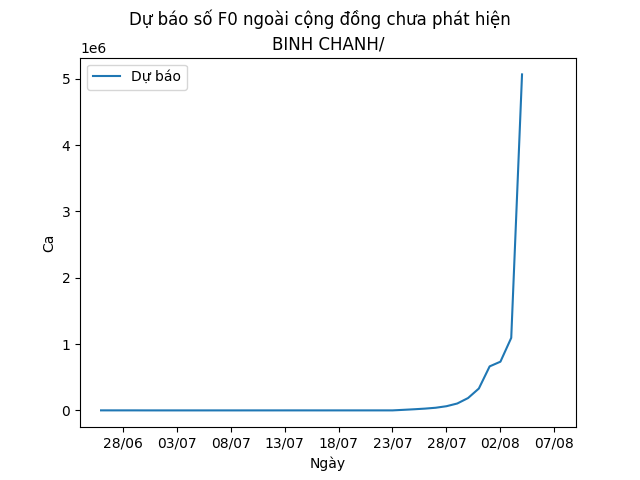 Dự báo số F0 ngoài cộng đồng chưa phát hiện
BINH CHANH/
1e6
Dự báo
5
4
3
2
1
0
Ca
28/06 03/07 08/07 13/07 18/07 23/07 28/07 02/08 07/08
Ngày